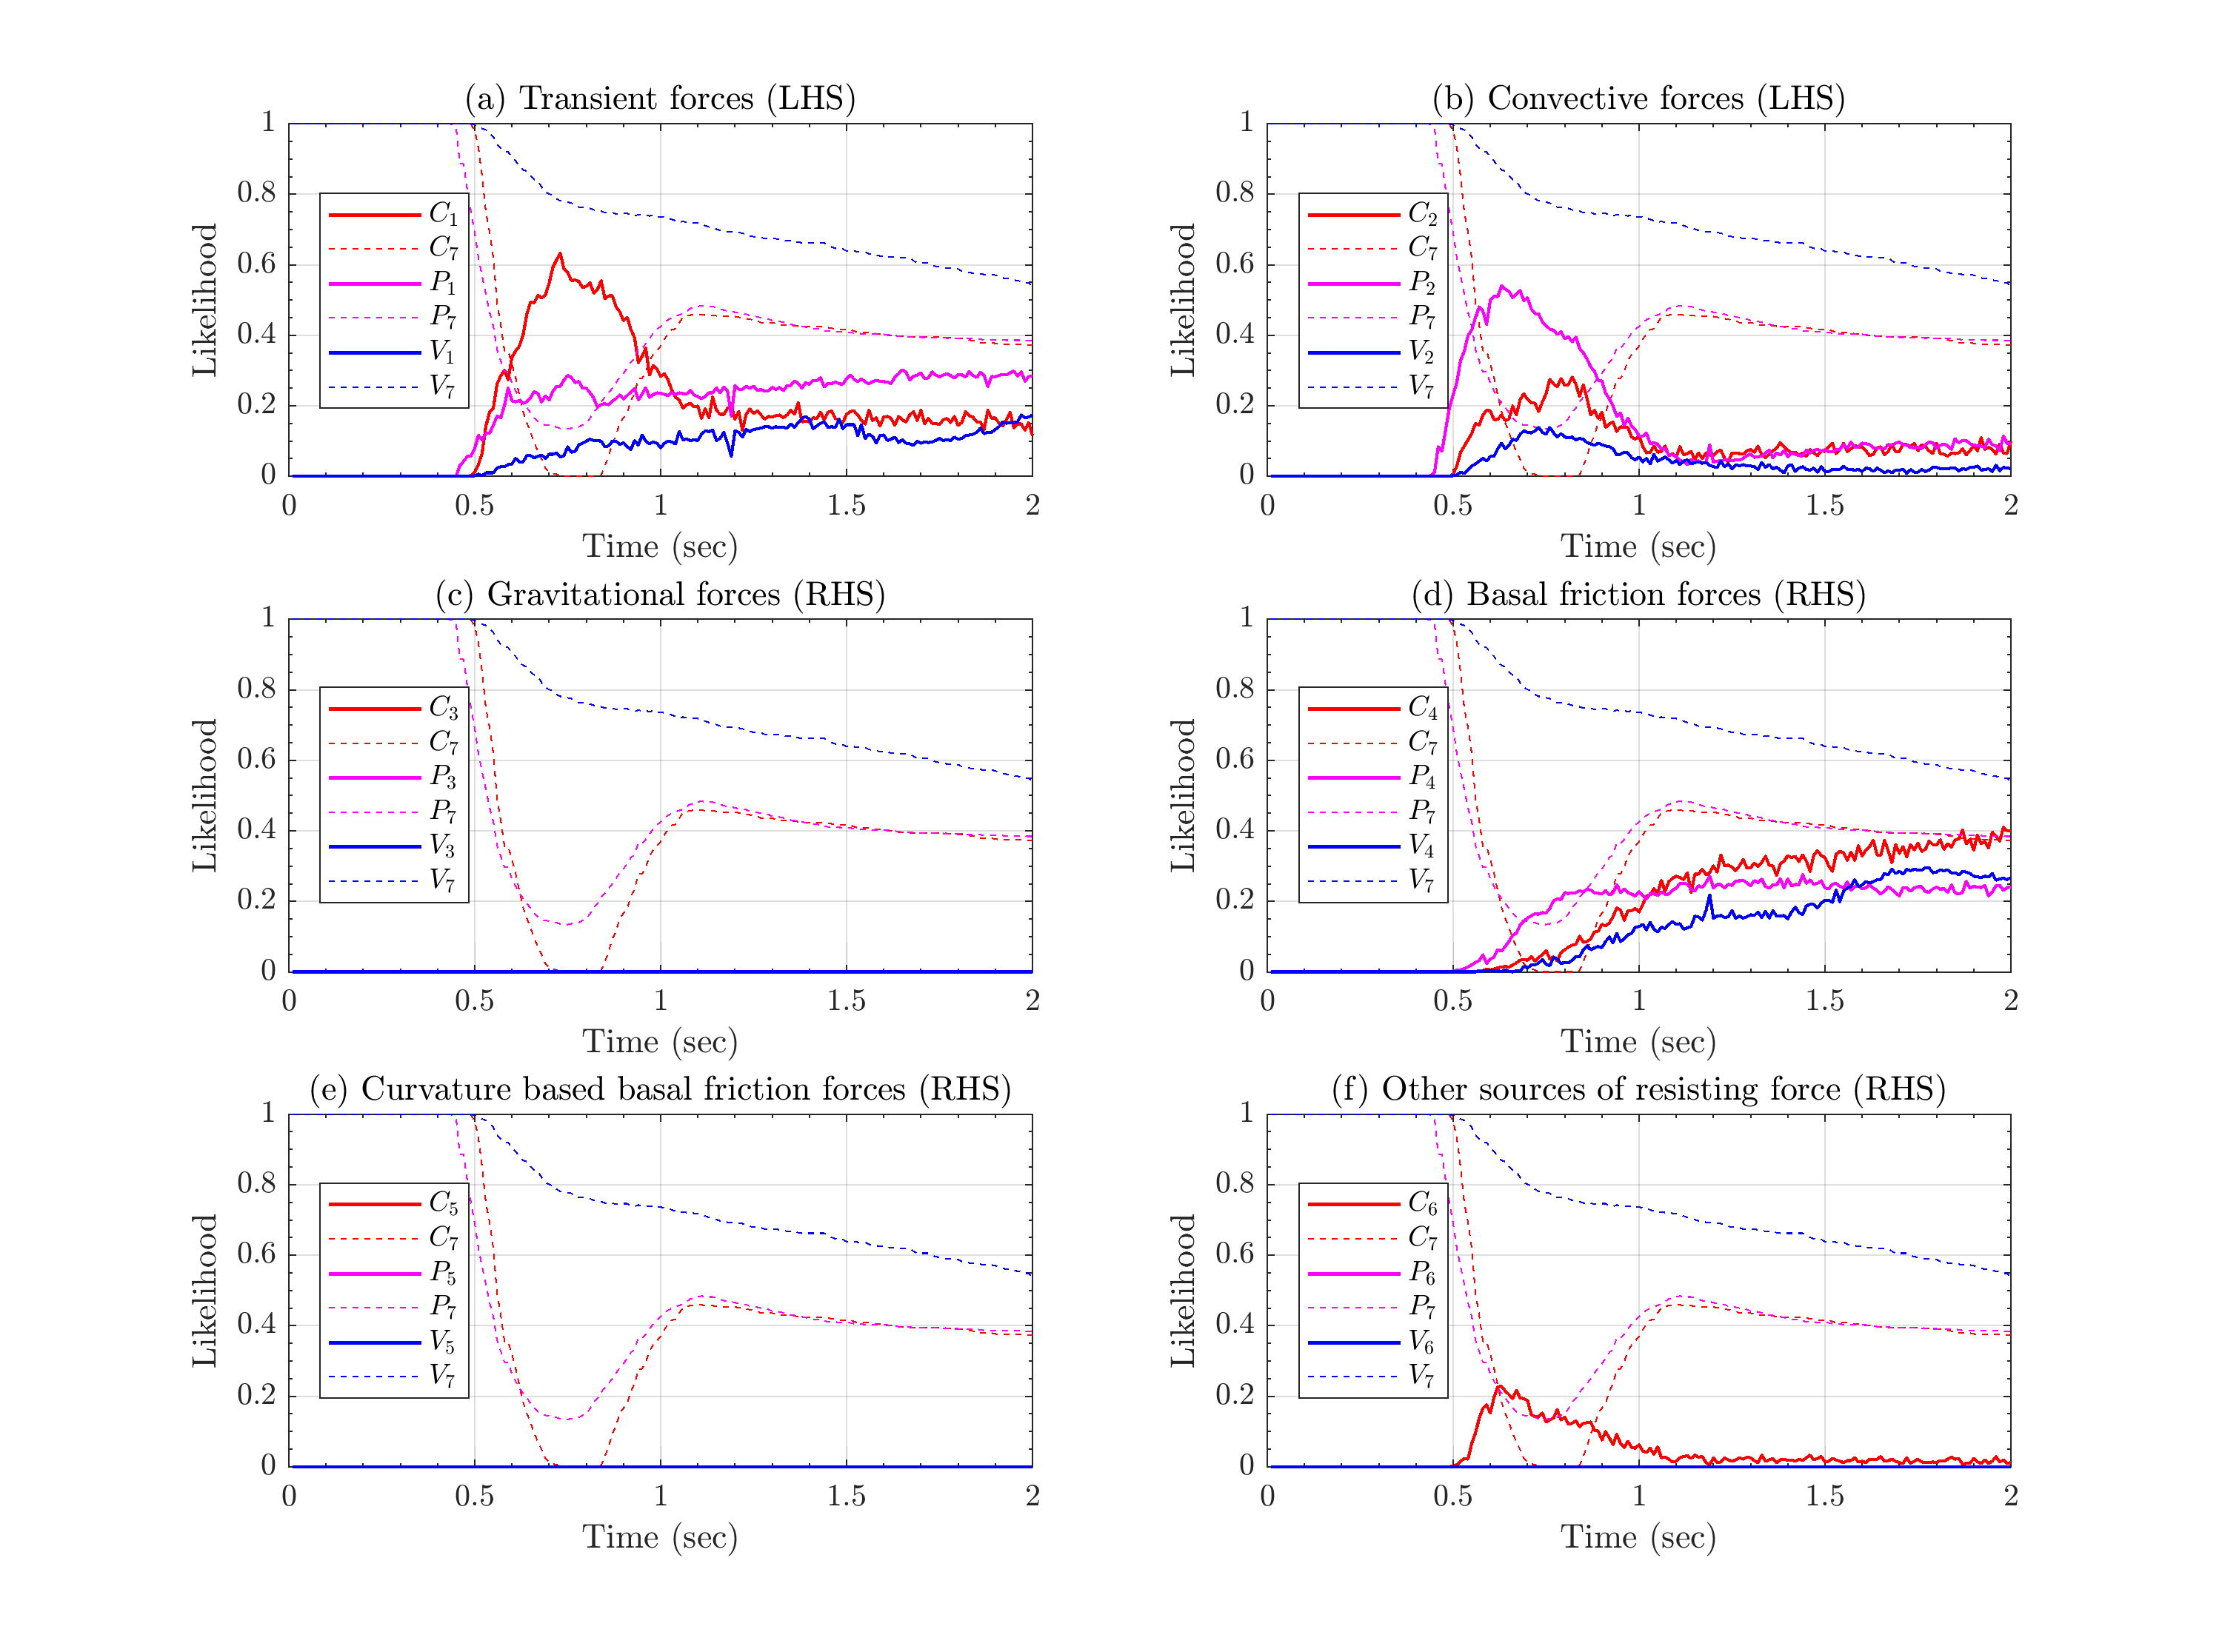 (a) Transient forces (LHS)
1
0.8
0.6
0.4
0.2
0
Likelihood
C₁
C₇
P₁
P₇
V₁
V₇
0 0.5 1 1.5 2
Time (sec)
(b) Convective forces (LHS)
1
0.8
0.6
0.4
0.2
0
Likelihood
C₂
C₇
P₂
P₇
V₂
V₇
0 0.5 1 1.5 2
Time (sec)
(c) Gravitational forces (RHS)
1
0.8
0.6
0.4
0.2
0
Likelihood
C₃
C₇
P₃
P₇
V₃
V₇
0 0.5 1 1.5 2
Time (sec)
(d) Basal friction forces (RHS)
1
0.8
0.6
0.4
0.2
0
Likelihood
C₄
C₇
P₄
P₇
V₄
V₇
0 0.5 1 1.5 2
Time (sec)
(e) Curvature based basal friction forces (RHS)
1
0.8
0.6
0.4
0.2
0
Likelihood
C₅
C₇
P₅
P₇
V₅
V₇
0 0.5 1 1.5 2
Time (sec)
(f) Other sources of resisting force (RHS)
1
0.8
0.6
0.4
0.2
0
Likelihood
C₆
C₇
P₆
P₇
V₆
V₇
0 0.5 1 1.5 2
Time (sec)